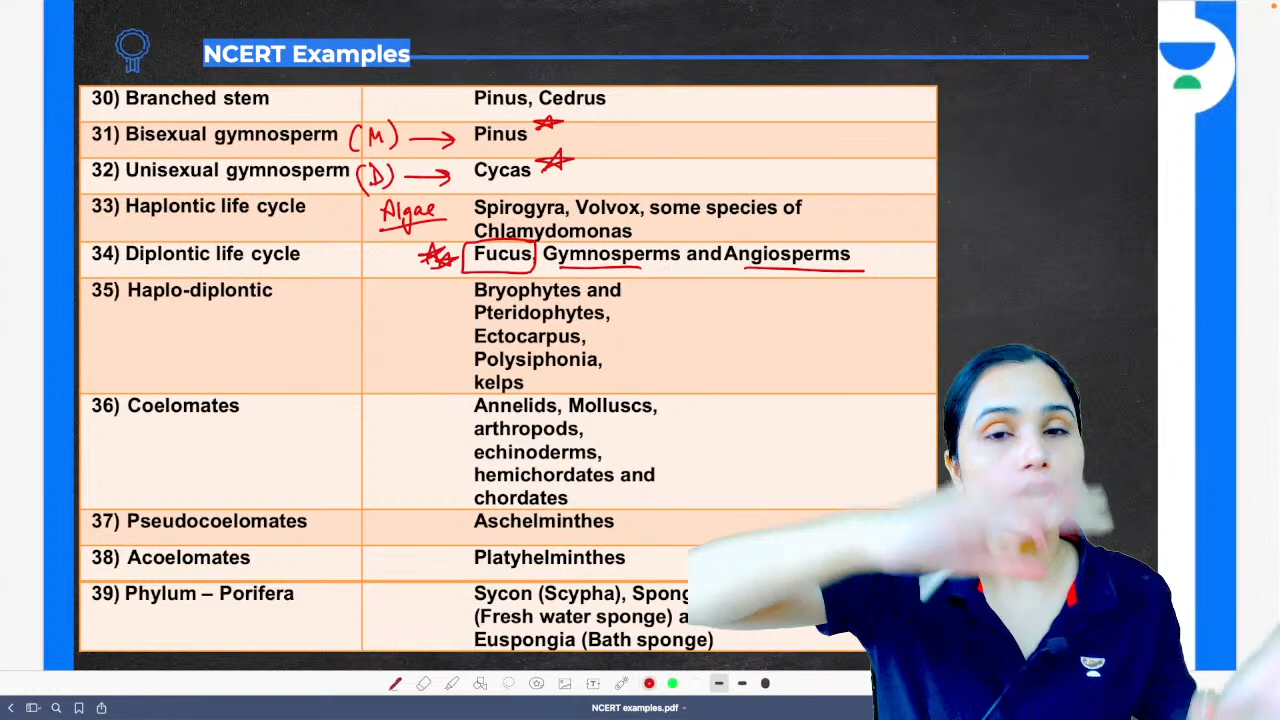 NCERT Examples
30) Branched stem Pinus, Cedrus
31) Bisexual gymnosperm (M) → Pinus
32) Unisexual gymnosperm (D) → Cycas
33) Haplontic life cycle Algae Spirogyra, Volvox, some species of
Chlamydomonas
34) Diplontic life cycle Fucus, Gymnosperms and Angiosperms
35) Haplo-diplontic Bryophytes and
Pteridophytes,
Ectocarpus,
Polysiphonia,
kelps
36) Coelomates Annelids, Molluscs,
arthropods,
echinoderms,
hemichordates and
chordates
37) Pseudocoelomates Aschelminthes
38) Acoelomates Platyhelminthes
39) Phylum – Porifera Sycon (Scypha),
(Fresh water sponge)
Euspongia (Bath sponge)
NCERT examples.pdf